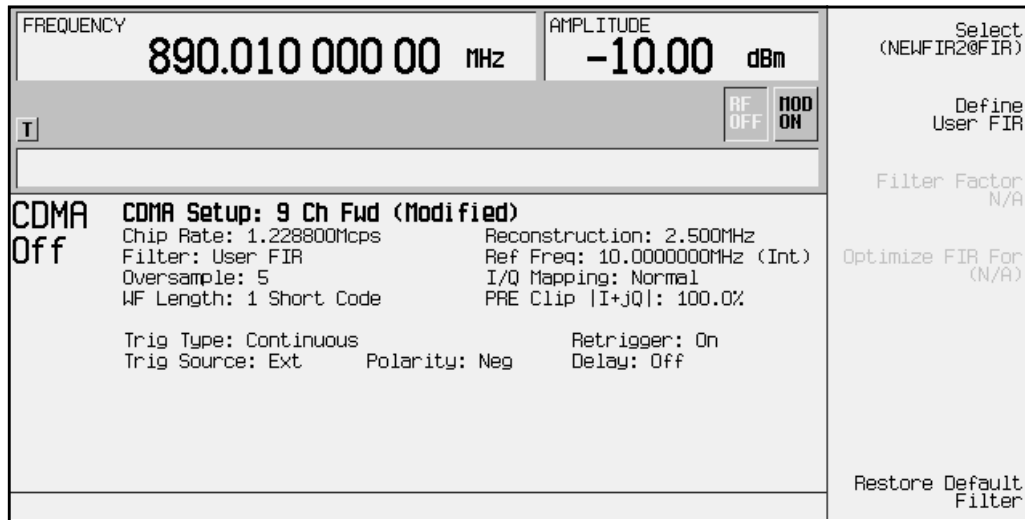 FREQUENCY
890.010 000 00 MHz
AMPLITUDE
-10.00 dBm
RF
OFF
MOD
ON
T
CDMA
Off
CDMA Setup: 9 Ch Fwd (Modified)
Chip Rate: 1.228800Mcps
Reconstruction: 2.500MHz
Filter: User FIR
Ref Freq: 10.0000000MHz (Int)
Oversample: 5
I/Q Mapping: Normal
WF Length: 1 Short Code
PRE Clip |I+jQ|: 100.0%
Trig Type: Continuous
Retrigger: On
Trig Source: Ext
Polarity: Neg
Delay: Off
Select
(NEWFIR2@FIR)
Define
User FIR
Filter Factor
N/A
Optimize FIR For
(N/A)
Restore Default
Filter